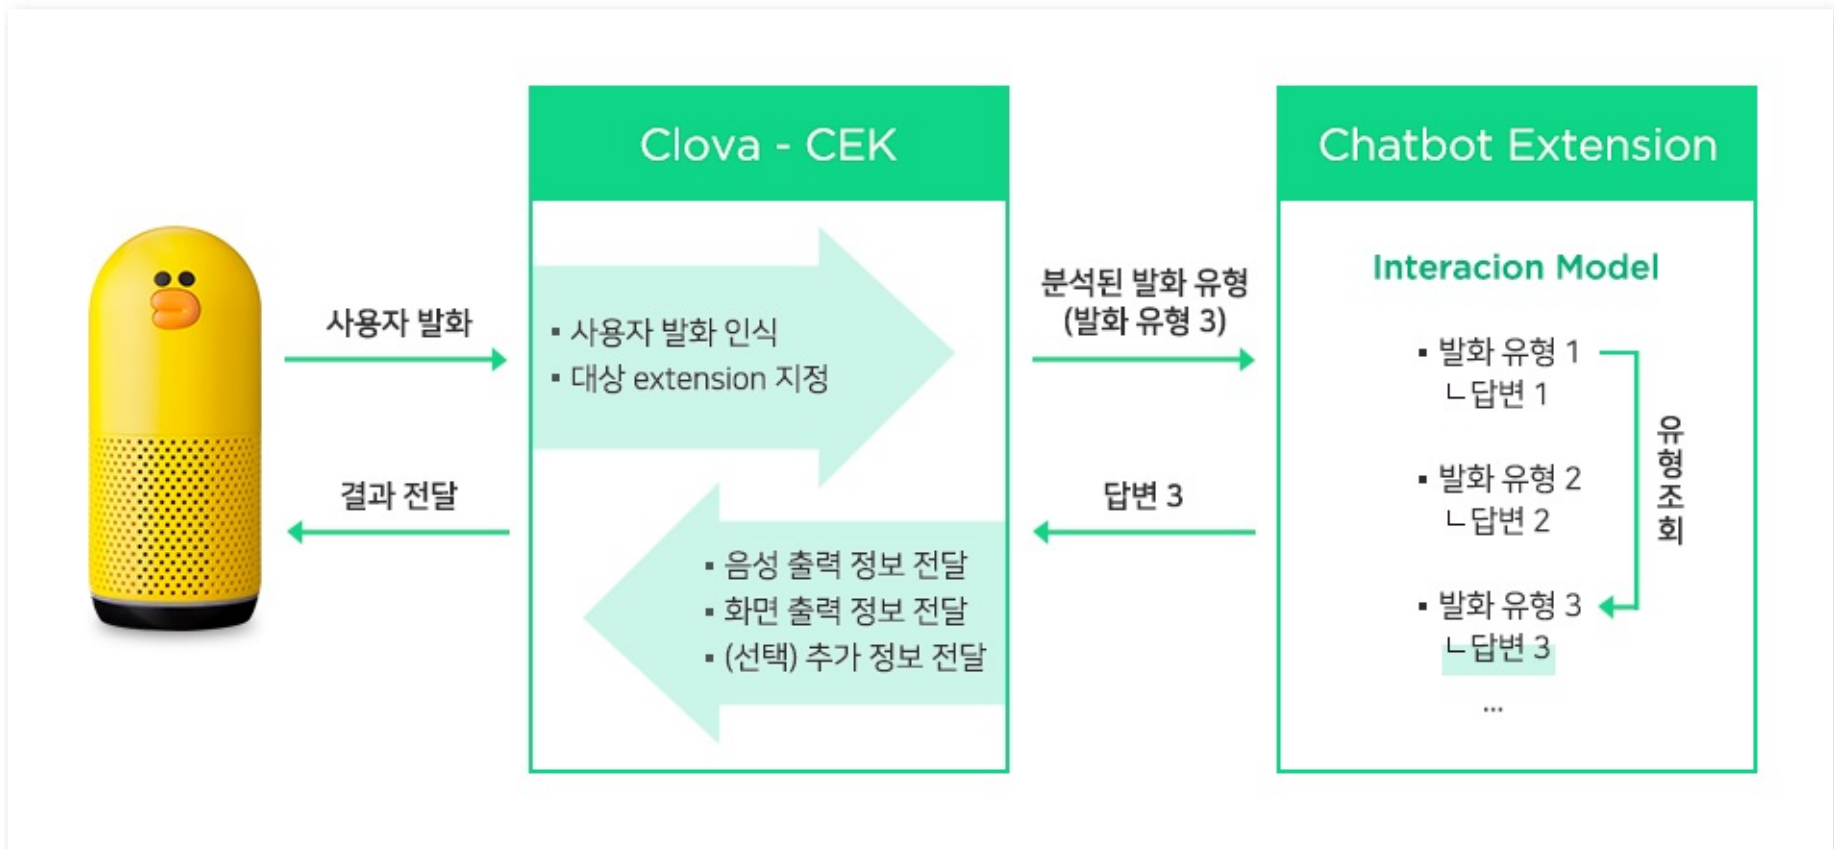 사용자 발화
결과 전달
Clova - CEK
▪ 사용자 발화 인식
▪ 대상 extension 지정
▪ 음성 출력 정보 전달
▪ 화면 출력 정보 전달
▪ (선택) 추가 정보 전달
분석된 발화 유형
(발화 유형 3)
답변 3
Chatbot Extension
Interacion Model
▪ 발화 유형 1
ㄴ답변 1
▪ 발화 유형 2
ㄴ답변 2
▪ 발화 유형 3
ㄴ답변 3
...
유형조회